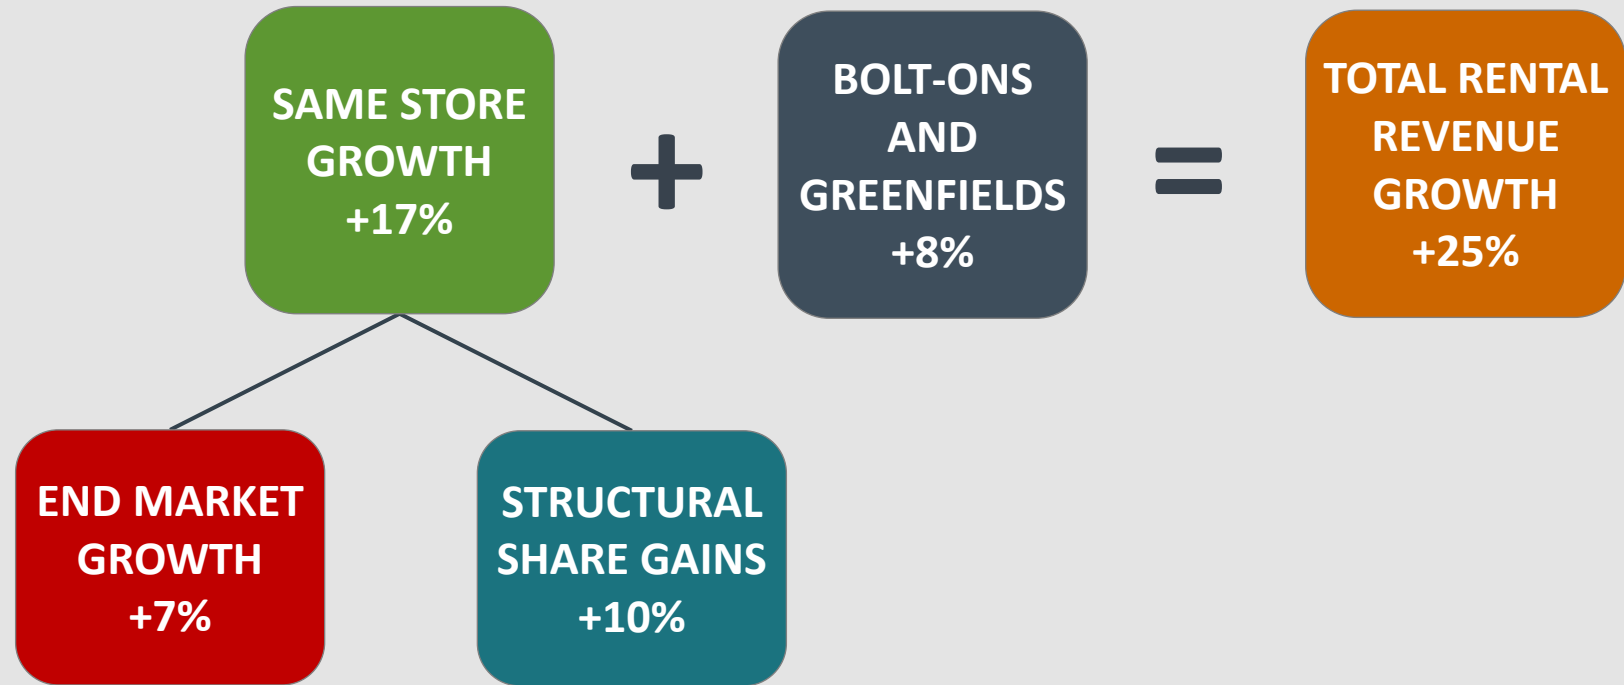 SAME STORE
GROWTH
+17%
+
BOLT-ONS
AND
GREENFIELDS
+8%
=
TOTAL RENTAL
REVENUE
GROWTH
+25%
END MARKET
GROWTH
+7%
STRUCTURAL
SHARE GAINS
+10%